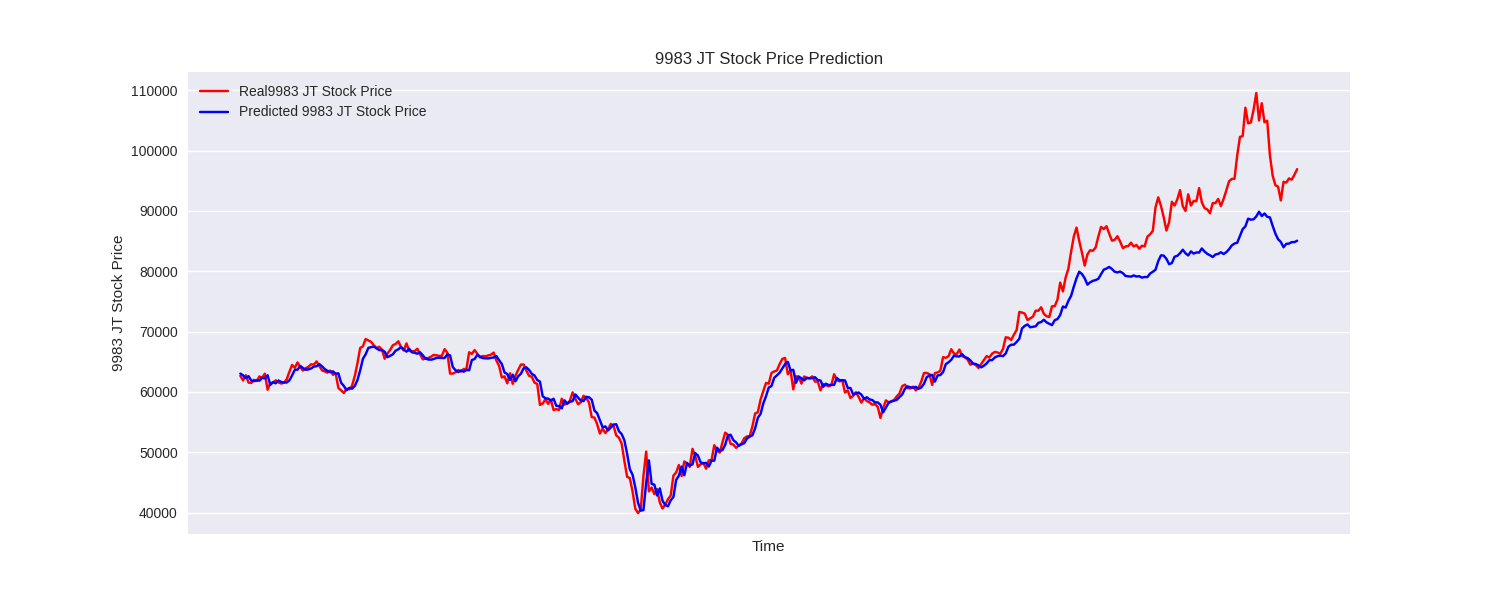 9983 JT Stock Price Prediction
Real9983 JT Stock Price
Predicted 9983 JT Stock Price
110000
100000
90000
80000
70000
60000
50000
40000
9983 JT Stock Price
Time